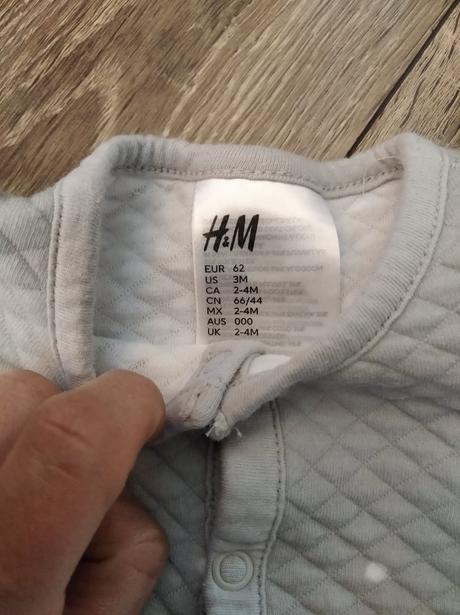 H&M
EUR 62
US 3M
CA 2-4M
CN 66/44
MX 2-4M
AUS 000
UK 2-4M